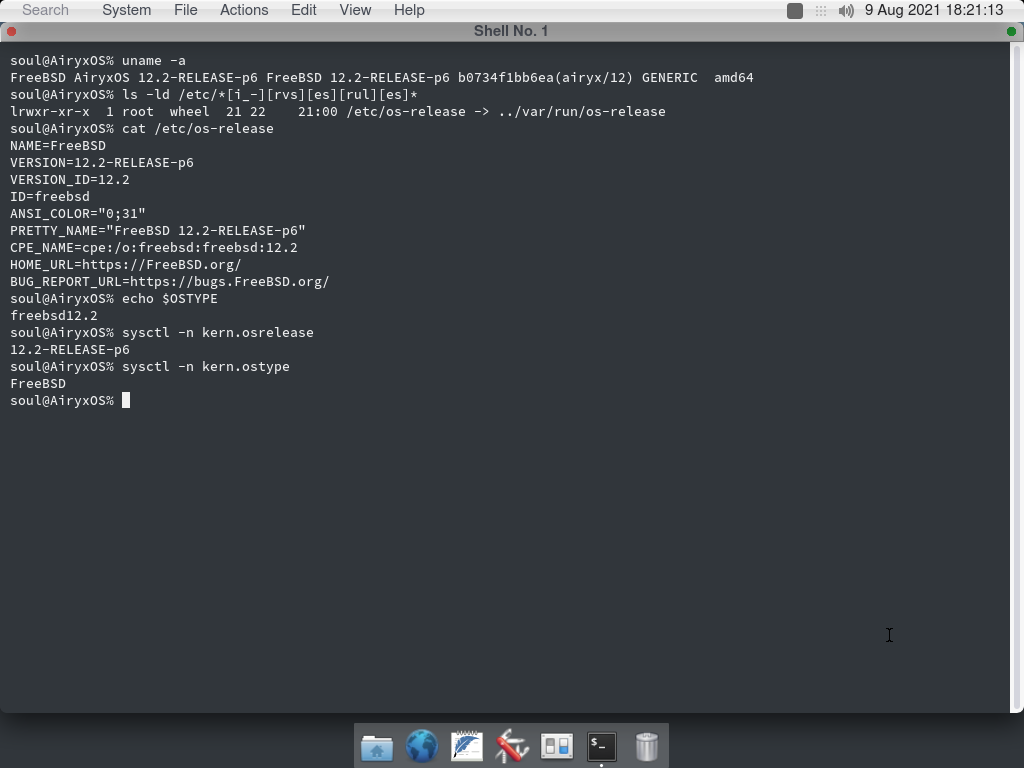 Search System File Actions Edit View Help 9 Aug 2021 18:21:13
Shell No. 1
soul@AiryxOS% uname -a
FreeBSD AiryxOS 12.2-RELEASE-p6 FreeBSD 12.2-RELEASE-p6 b0734f1bb6ea(airyx/12) GENERIC  amd64
soul@AiryxOS% ls -ld /etc/*[i_-][rvs][es][rul][es]*
lrwxr-xr-x  1 root  wheel  21 22    21:00 /etc/os-release -> ../var/run/os-release
soul@AiryxOS% cat /etc/os-release
NAME=FreeBSD
VERSION=12.2-RELEASE-p6
VERSION_ID=12.2
ID=freebsd
ANSI_COLOR="0;31"
PRETTY_NAME="FreeBSD 12.2-RELEASE-p6"
CPE_NAME=cpe:/o:freebsd:freebsd:12.2
HOME_URL=https://FreeBSD.org/
BUG_REPORT_URL=https://bugs.FreeBSD.org/
soul@AiryxOS% echo $OSTYPE
freebsd12.2
soul@AiryxOS% sysctl -n kern.osrelease
12.2-RELEASE-p6
soul@AiryxOS% sysctl -n kern.ostype
FreeBSD
soul@AiryxOS%
$_